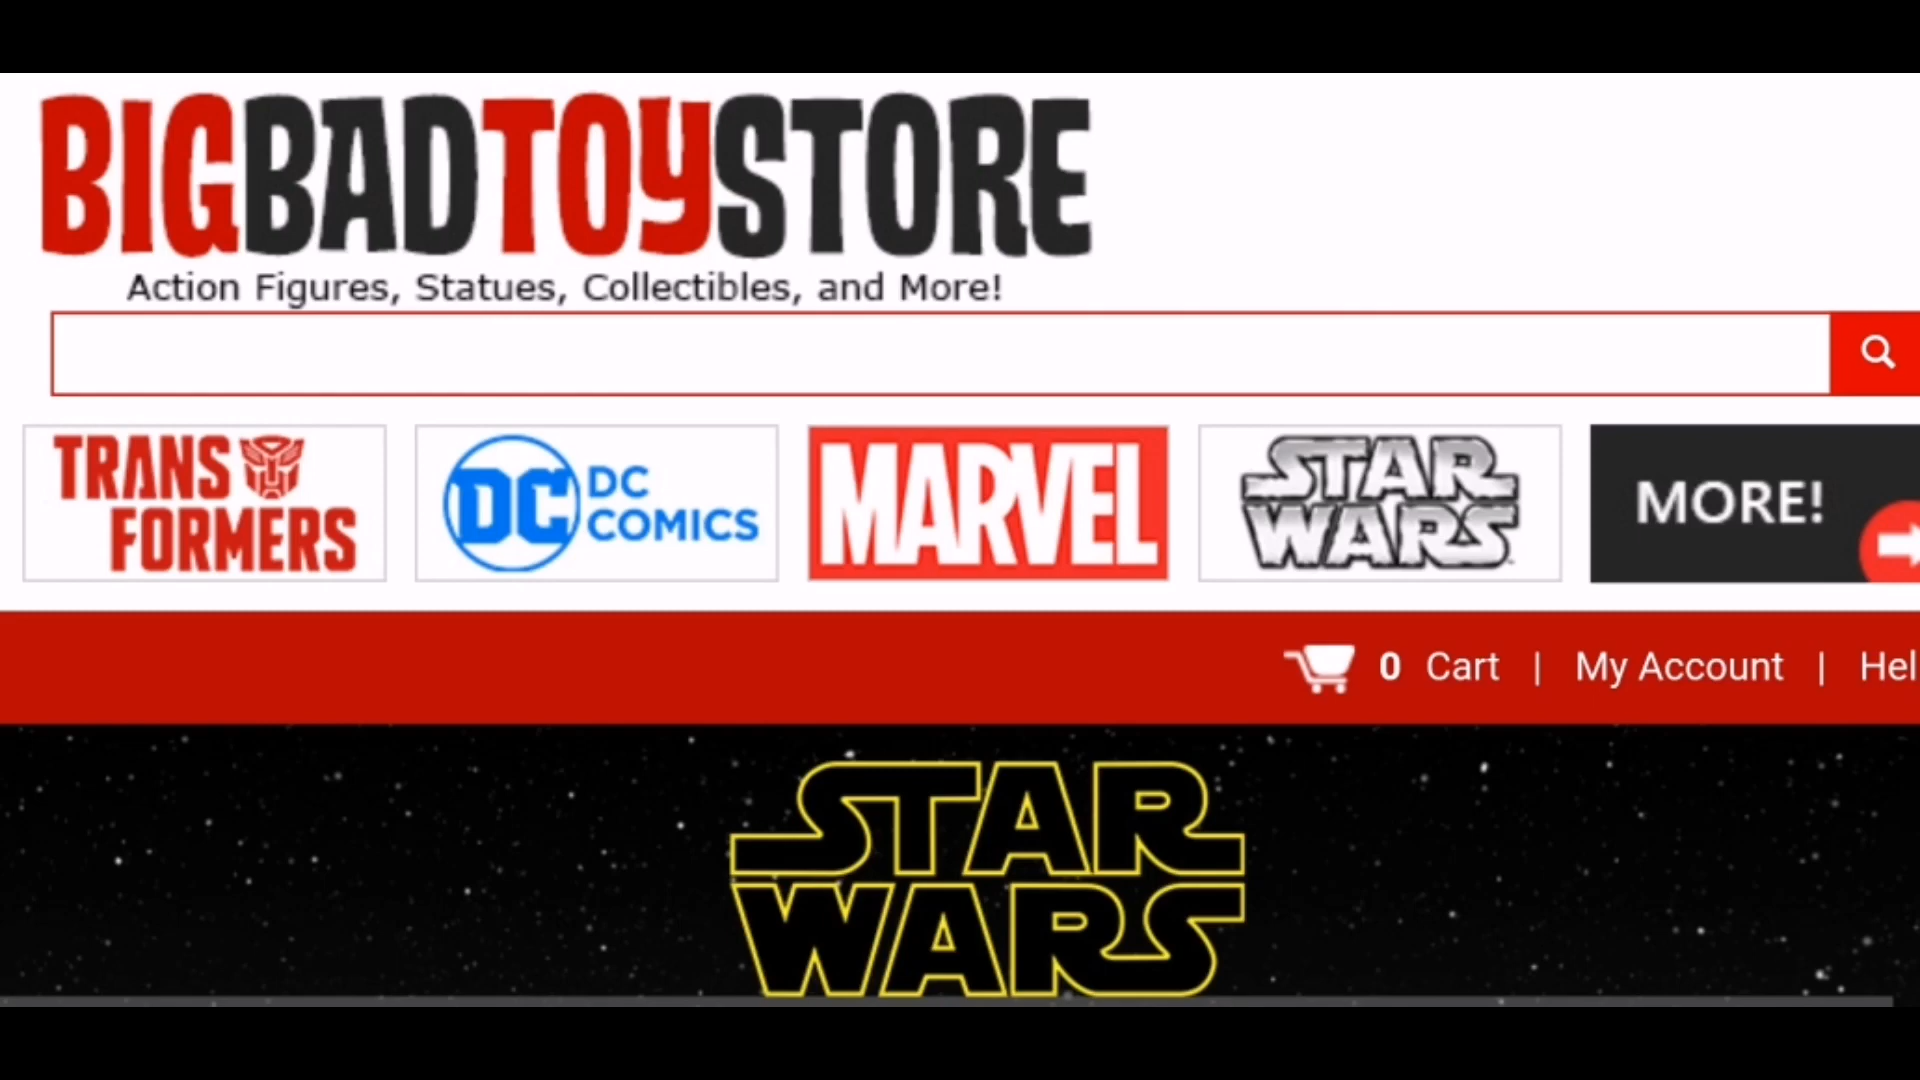 BIGBADTOYSTORE
Action Figures, Statues, Collectibles, and More!
TRANS
FORMERS
DC
DC
COMICS
MARVEL
STAR
WARS
MORE!
0 Cart | My Account | Hel
STAR
WARS